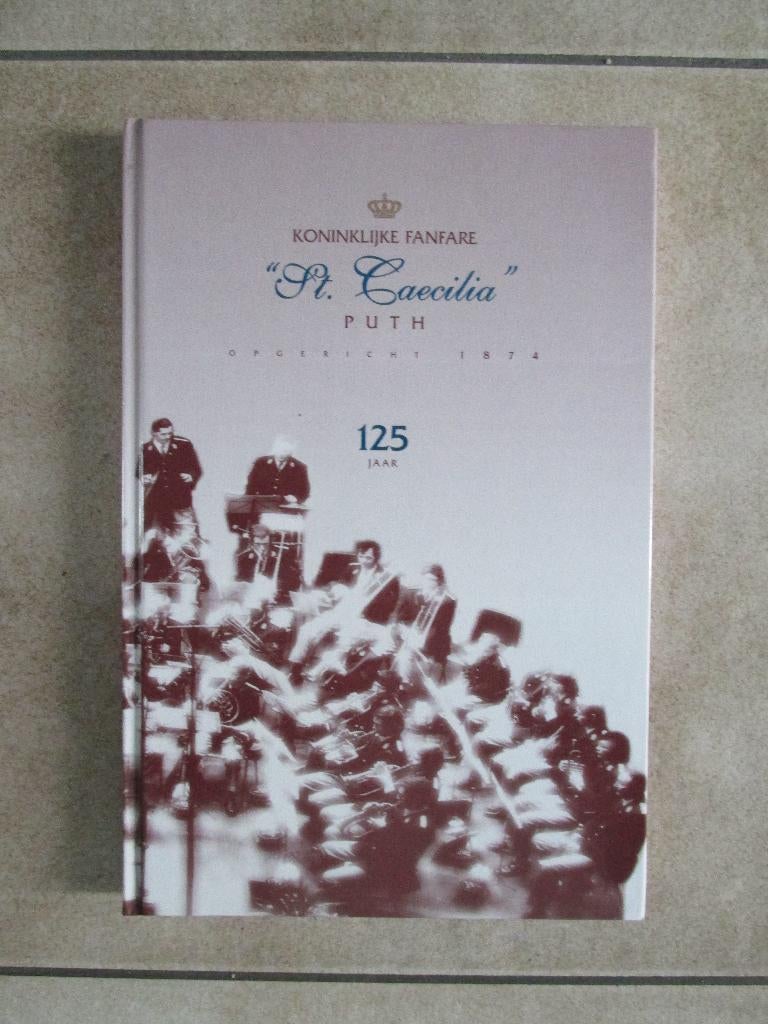 KONINKLIJKE FANFARE
"St. Caecilia"
PUTH
OPGERICHT 1874
125
JAAR